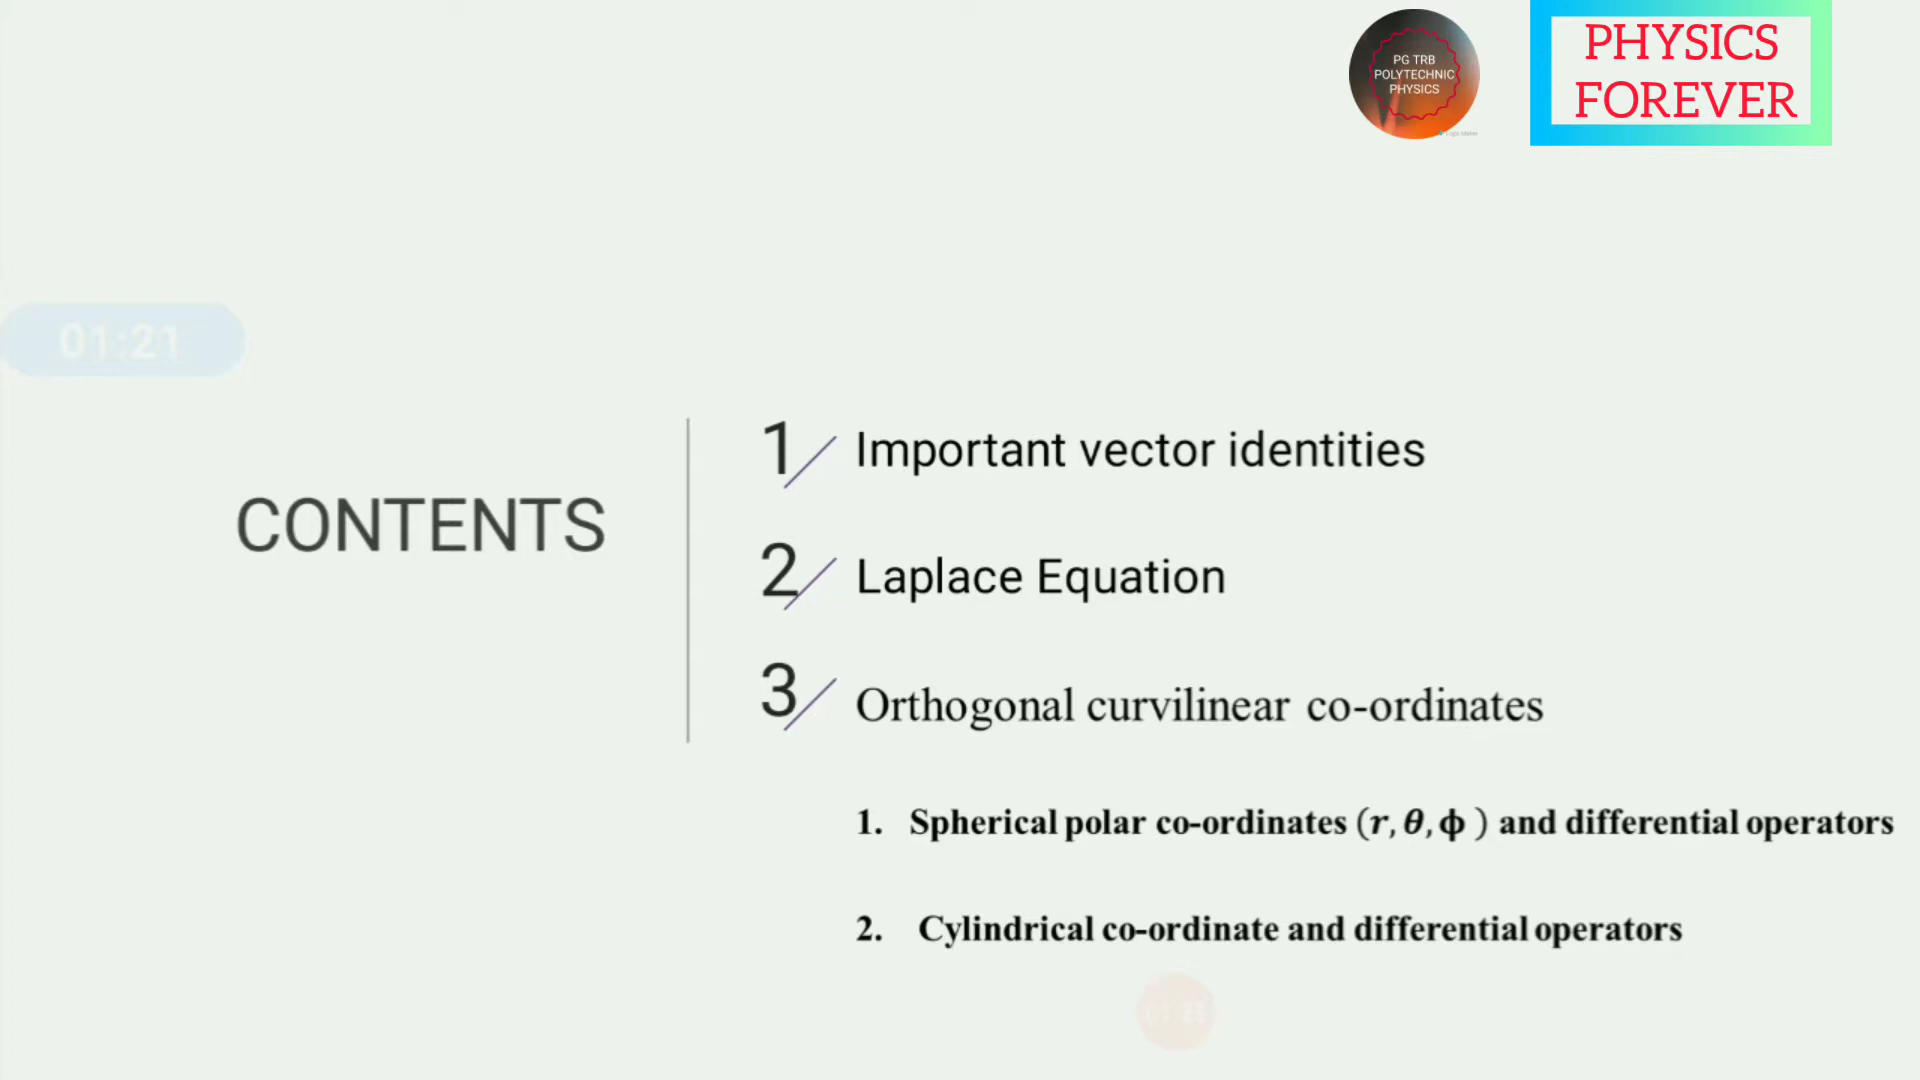 PG TRB
POLYTECHNIC
PHYSICS
PHYSICS
FOREVER
01:21
CONTENTS
1 Important vector identities
2 Laplace Equation
3 Orthogonal curvilinear co-ordinates
1. Spherical polar co-ordinates (r, θ, ϕ ) and differential operators
2. Cylindrical co-ordinate and differential operators